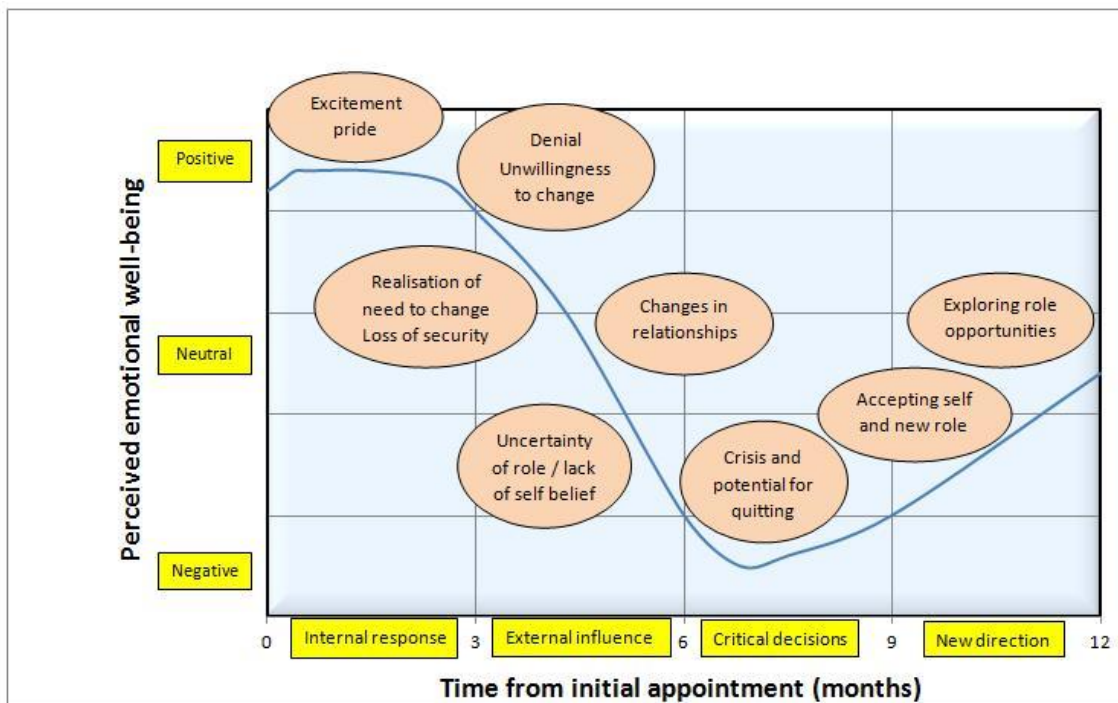 Excitement
pride
Denial
Unwillingness
to change
Positive
Realisation of
need to change
Loss of security
Changes in
relationships
Exploring role
opportunities
Neutral
Accepting self
and new role
Uncertainty
of role / lack
of self belief
Crisis and
potential for
quitting
Negative
Perceived emotional well-being
0 Internal response 3 External influence 6 Critical decisions 9 New direction 12
Time from initial appointment (months)